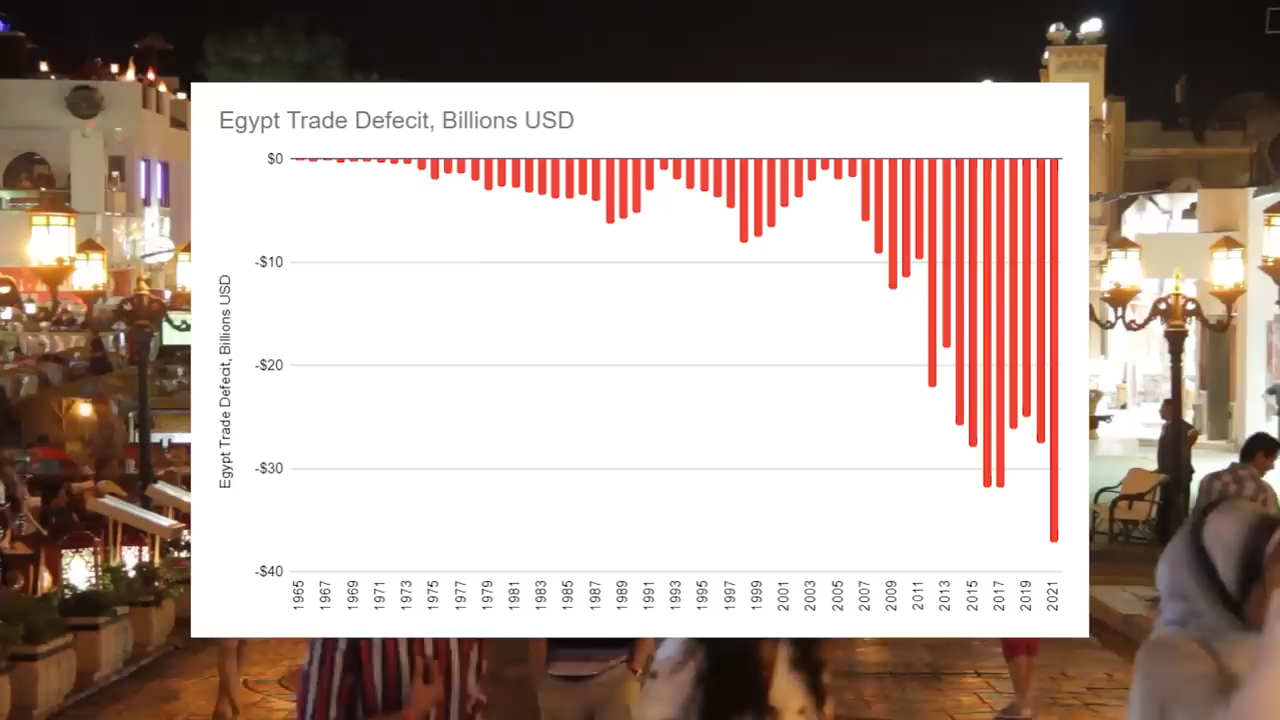 Egypt Trade Defecit, Billions USD
Egypt Trade Defecit, Billions USD
$0
-$10
-$20
-$30
-$40
1965 1967 1969 1971 1973 1975 1977 1979 1981 1983 1985 1987 1989 1991 1993 1995 1997 1999 2001 2003 2005 2007 2009 2011 2013 2015 2017 2019 2021